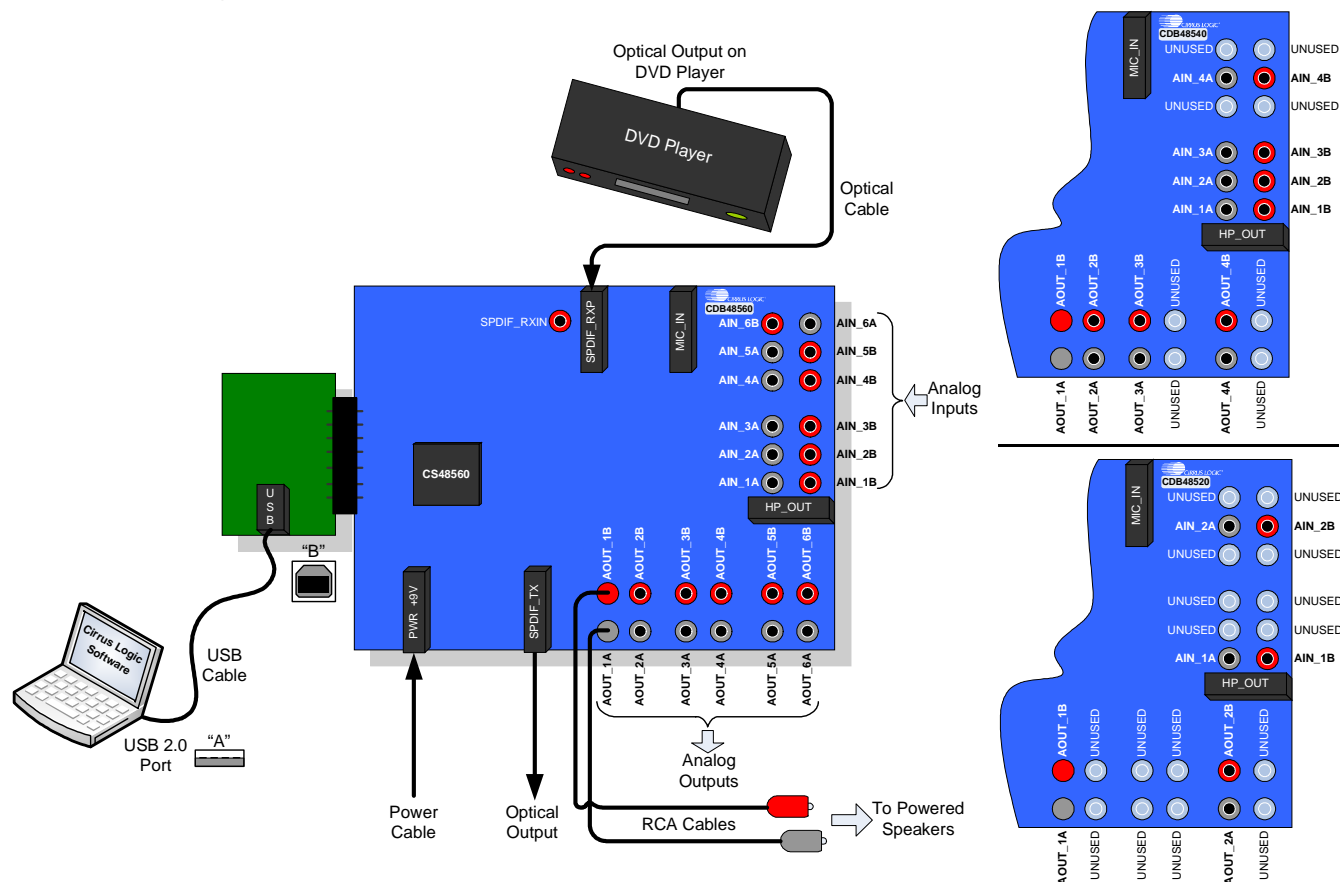 Optical Output on
DVD Player
DVD Player
Optical
Cable
SPDIF_RXIN
SPDIF_RXP
MIC_IN
CIRRUS LOGIC
CDB48560
AIN_6B AIN_6A
AIN_5A AIN_5B
AIN_4A AIN_4B
AIN_3A AIN_3B
AIN_2A AIN_2B
AIN_1A AIN_1B
Analog
Inputs
HP_OUT
CS48560
USB
"B"
Cirrus Logic
Software
USB
Cable
USB 2.0
Port
"A"
PWR +9V
SPDIF_TX
AOUT_1B AOUT_2B AOUT_3B AOUT_4B AOUT_5B AOUT_6B
AOUT_1A AOUT_2A AOUT_3A AOUT_4A AOUT_5A AOUT_6A
Analog
Outputs
Power
Cable
Optical
Output
RCA Cables
To Powered
Speakers
MIC_IN
CIRRUS LOGIC
CDB48540
UNUSED UNUSED
AIN_4A AIN_4B
UNUSED UNUSED
AIN_3A AIN_3B
AIN_2A AIN_2B
AIN_1A AIN_1B
HP_OUT
AOUT_1B AOUT_2B AOUT_3B UNUSED AOUT_4B UNUSED
AOUT_1A AOUT_2A AOUT_3A UNUSED AOUT_4A UNUSED
MIC_IN
CIRRUS LOGIC
CDB48520
UNUSED UNUSED
AIN_2A AIN_2B
UNUSED UNUSED
UNUSED UNUSED
UNUSED UNUSED
AIN_1A AIN_1B
HP_OUT
AOUT_1B UNUSED UNUSED UNUSED AOUT_2B UNUSED
AOUT_1A UNUSED UNUSED UNUSED AOUT_2A UNUSED